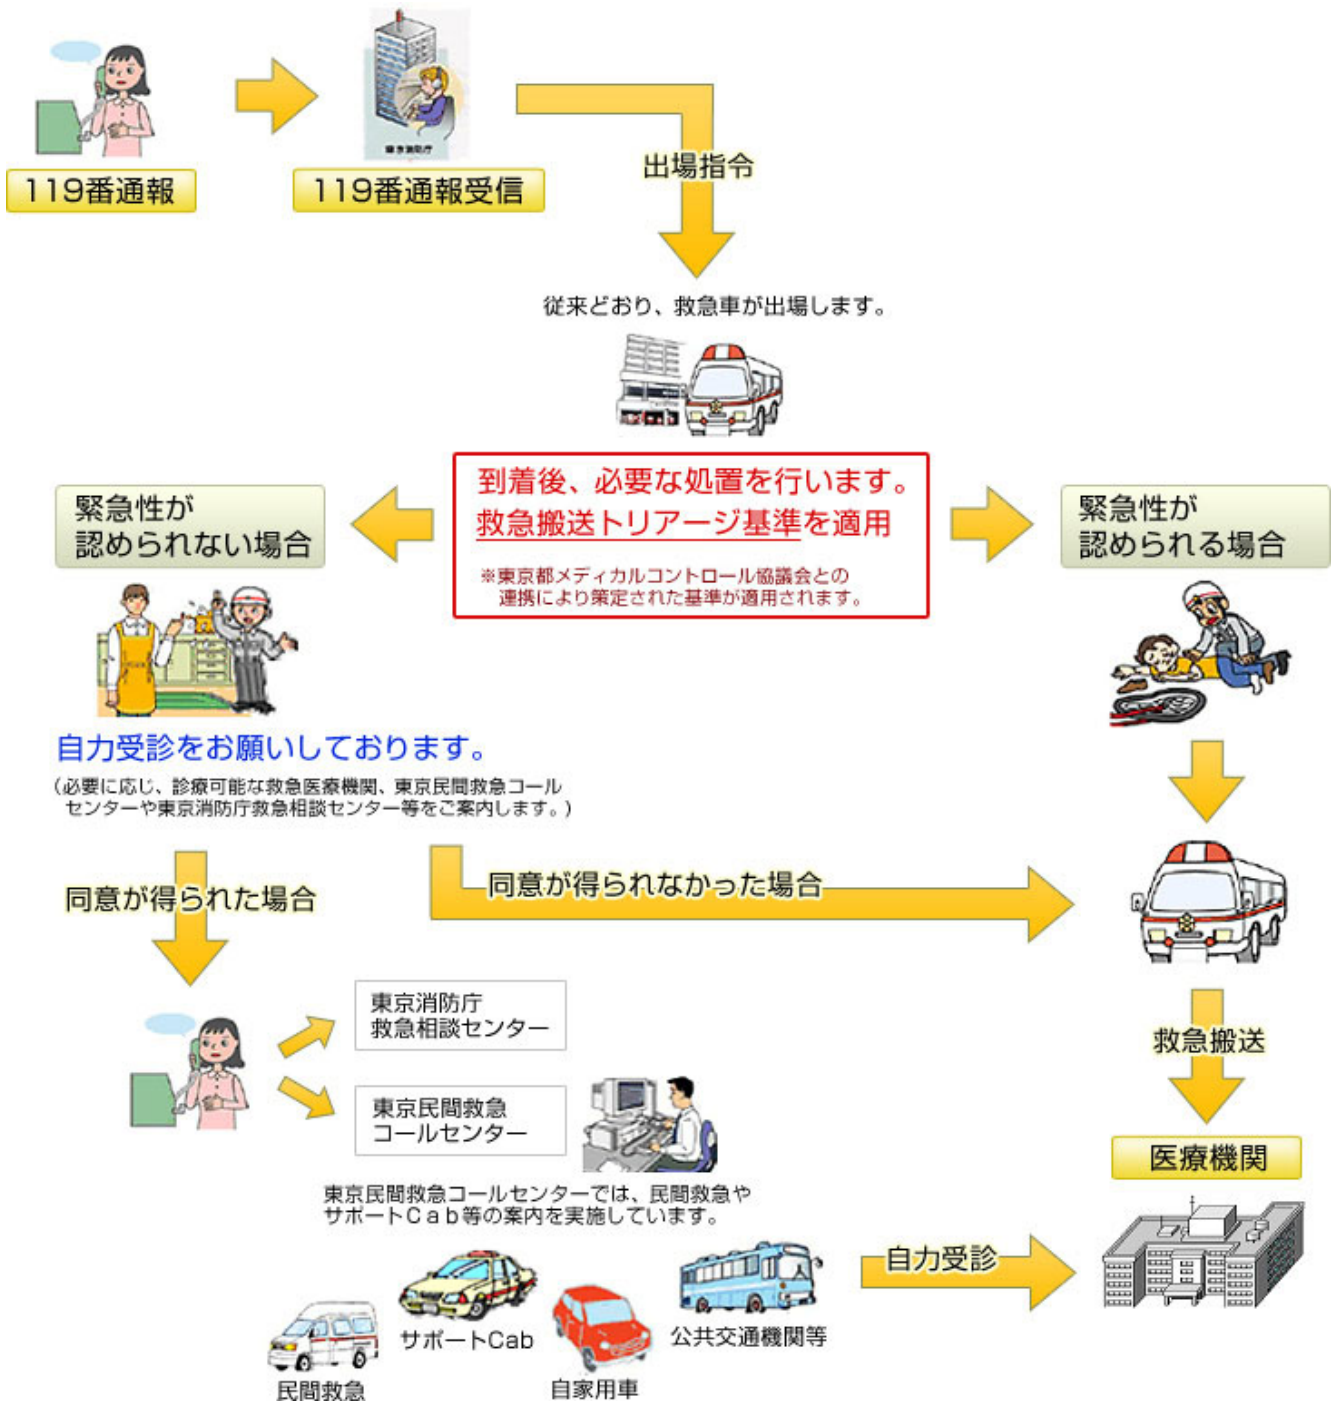 東京消防庁
119番通報
119番通報受信
出場指令
従来どおり、救急車が出場します。
到着後、必要な処置を行います。
救急搬送トリアージ基準を適用
※東京都メディカルコントロール協議会との
連携により策定された基準が適用されます。
緊急性が
認められない場合
緊急性が
認められる場合
自力受診をお願いしております。
(必要に応じ、診療可能な救急医療機関、東京民間救急コール
センターや東京消防庁救急相談センター等をご案内します。)
同意が得られた場合
同意が得られなかった場合
東京消防庁
救急相談センター
東京民間救急
コールセンター
救急搬送
医療機関
東京民間救急コールセンターでは、民間救急や
サポートCab等の案内を実施しています。
自力受診
サポートCab
公共交通機関等
民間救急
自家用車